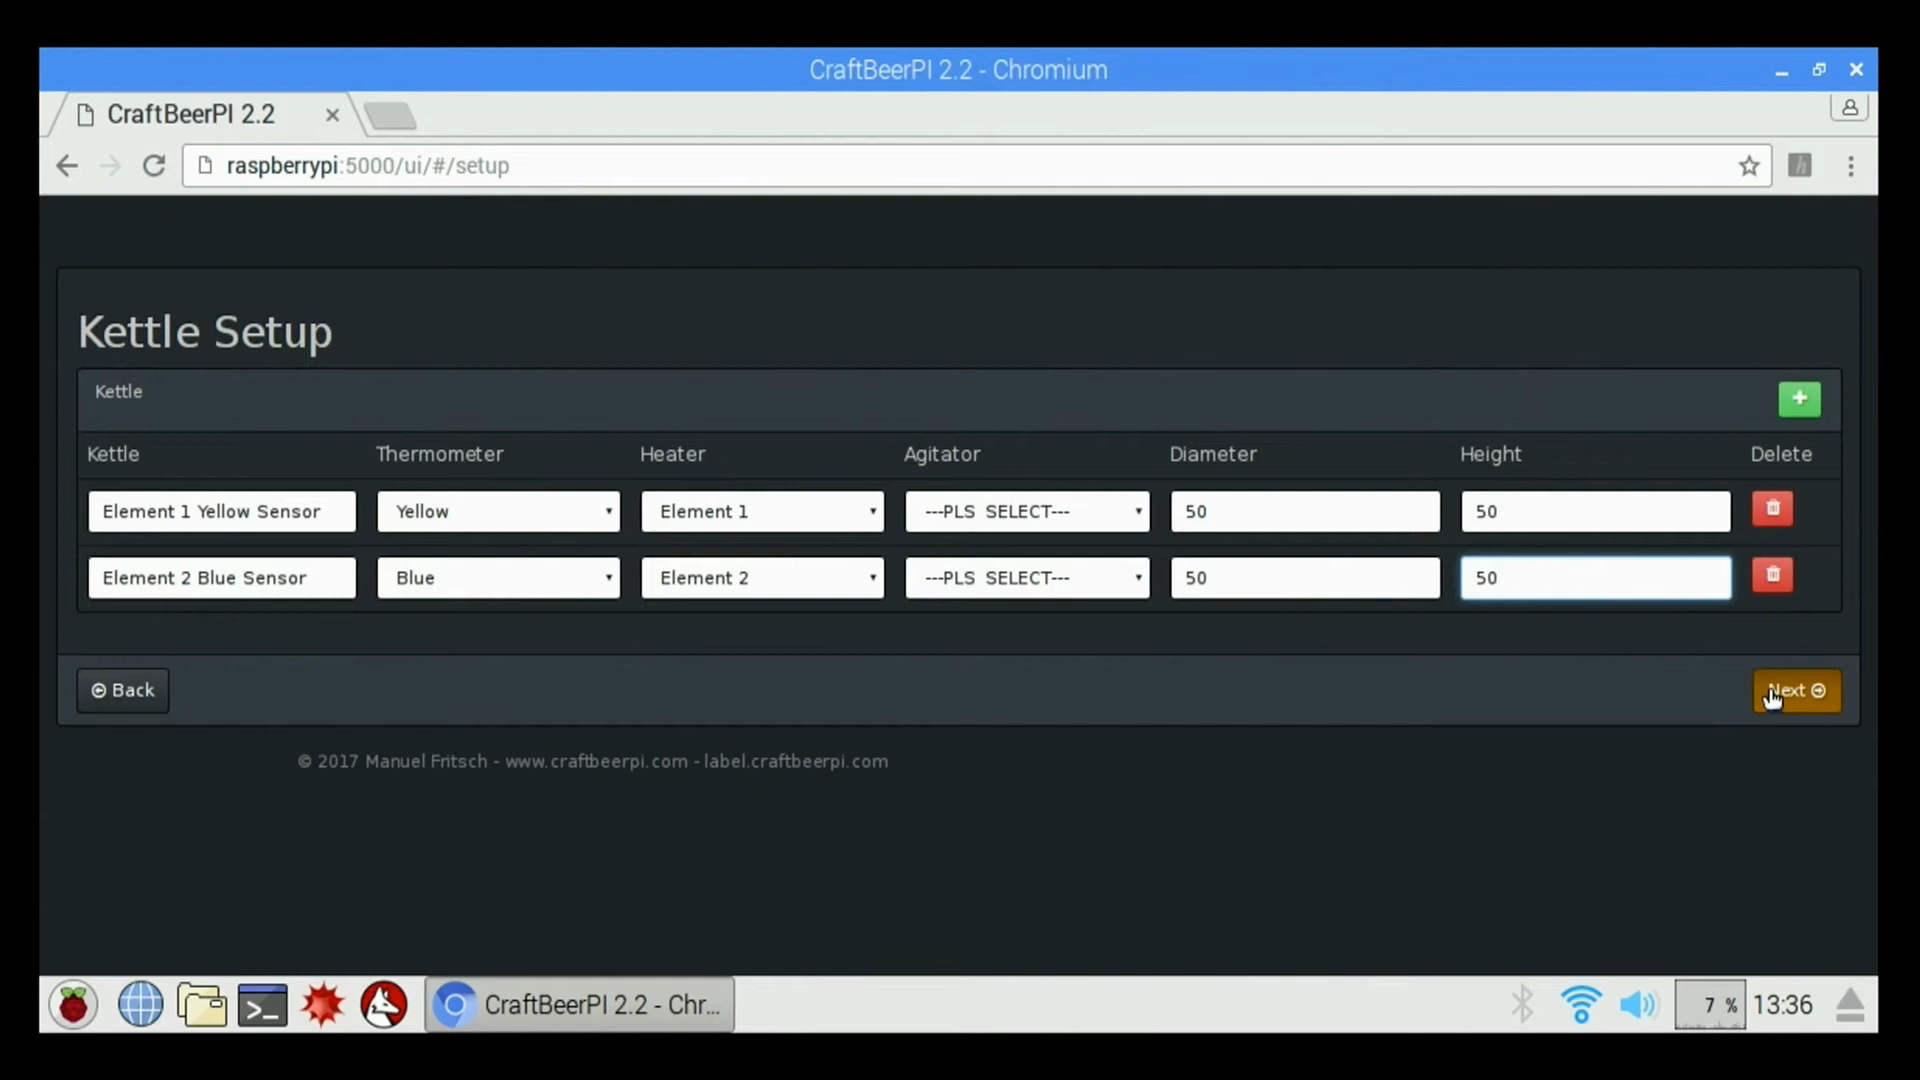 CraftBeerPI 2.2 - Chromium
CraftBeerPI 2.2
raspberrypi:5000/ui/#/setup
Kettle Setup
Kettle
Kettle Thermometer Heater Agitator Diameter Height Delete
Element 1 Yellow Sensor Yellow Element 1 ---PLS SELECT--- 50 50
Element 2 Blue Sensor Blue Element 2 ---PLS SELECT--- 50 50
Back Next
© 2017 Manuel Fritsch - www.craftbeerpi.com - label.craftbeerpi.com
CraftBeerPI 2.2 - Chr... 7 % 13:36